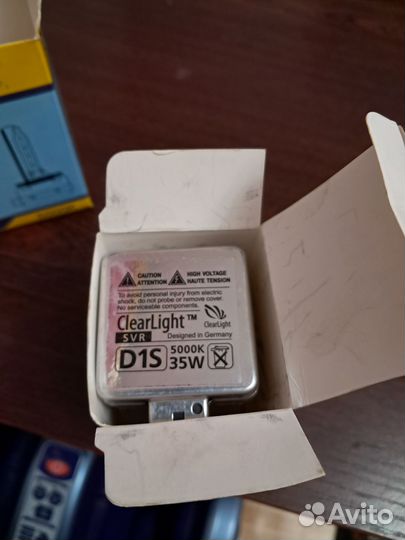 CAUTION
ATTENTION
HIGH VOLTAGE
HAUTE TENSION
To avoid personal injury from electric
shock, do not probe or remove cover.
No serviceable components.
ClearLight™
ClearLight
SVR
Designed in Germany
D1S
5000K
35W
Avito